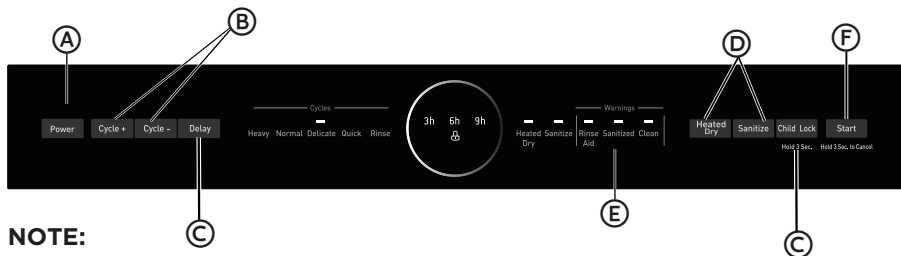 A B D F
Cycles Warnings
Power Cycle + Cycle - Delay Heavy Normal Delicate Quick Rinse 3h 6h 9h Heated Dry Sanitize Rinse Aid Sanitized Clean Heated Dry Sanitize Child Lock Start
Hold 3 Sec. Hold 3 Sec. to Cancel
E
NOTE: C C